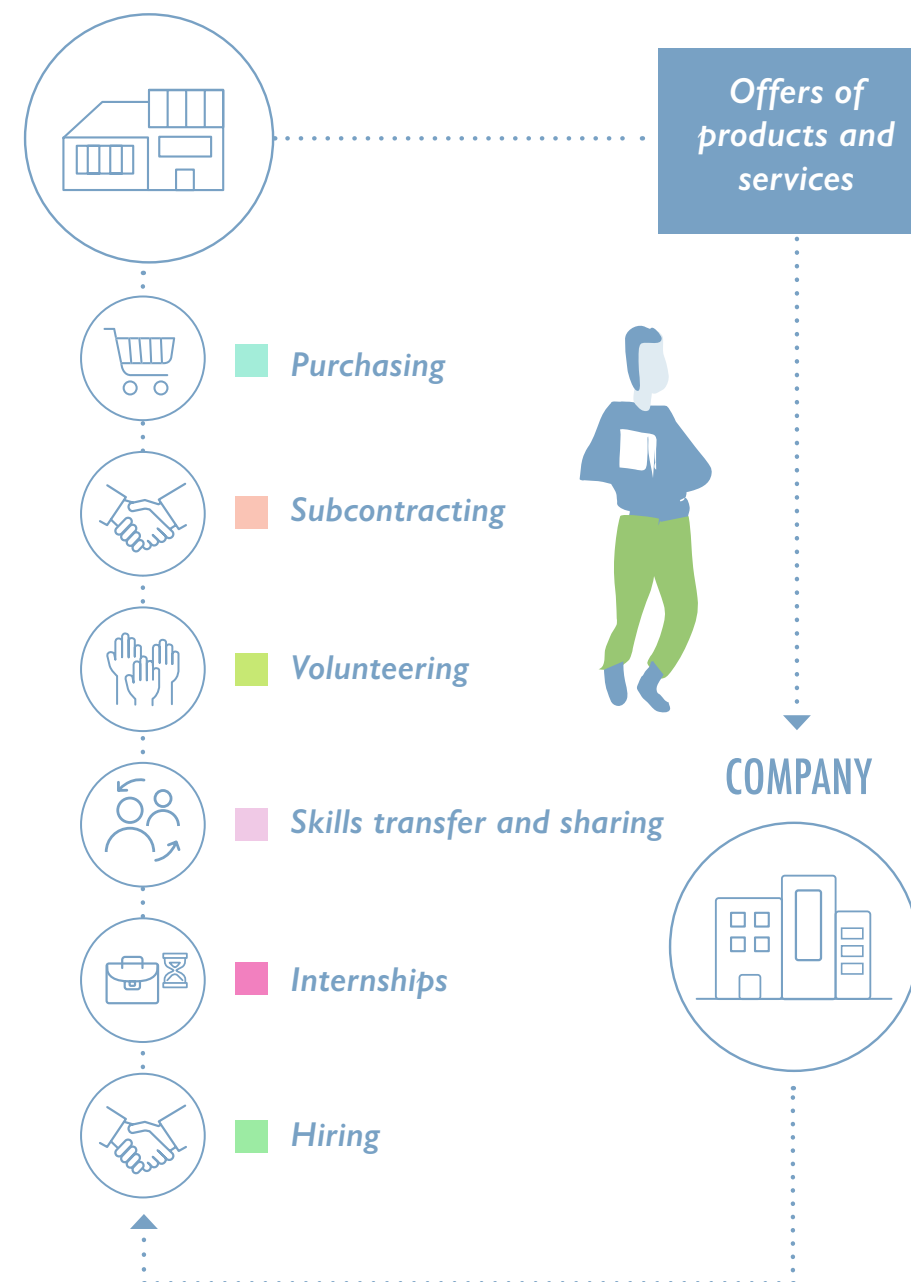 Offers of
products and
services
Purchasing
Subcontracting
Volunteering
Skills transfer and sharing
COMPANY
Internships
Hiring